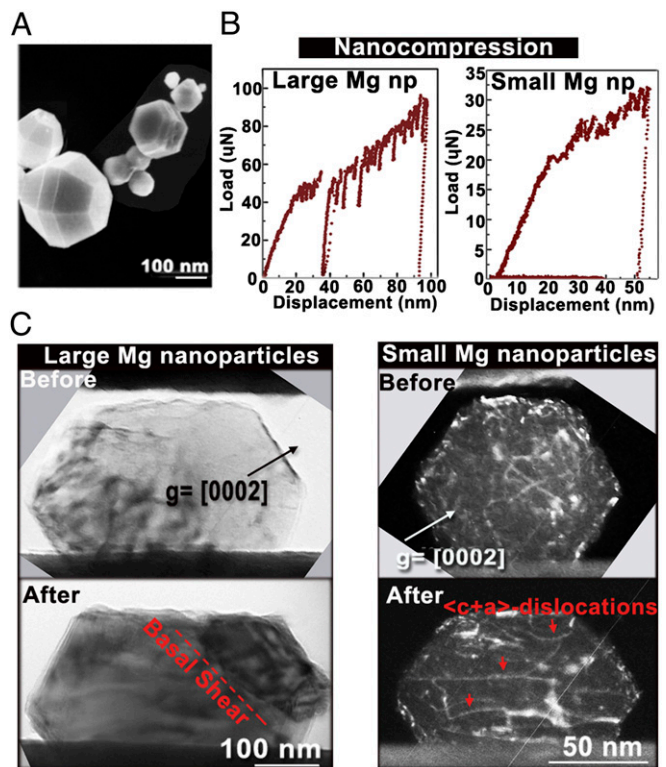 A
100 nm
B
Nanocompression
Large Mg np
Load (uN)
100
80
60
40
20
0
0 20 40 60 80 100
Displacement (nm)
Small Mg np
Load (uN)
35
30
25
20
15
10
5
0
0 10 20 30 40 50
Displacement (nm)
C
Large Mg nanoparticles
Before
g= [0002]
After
Basal Shear
100 nm
Small Mg nanoparticles
Before
g= [0002]
After
<c+a>-dislocations
50 nm